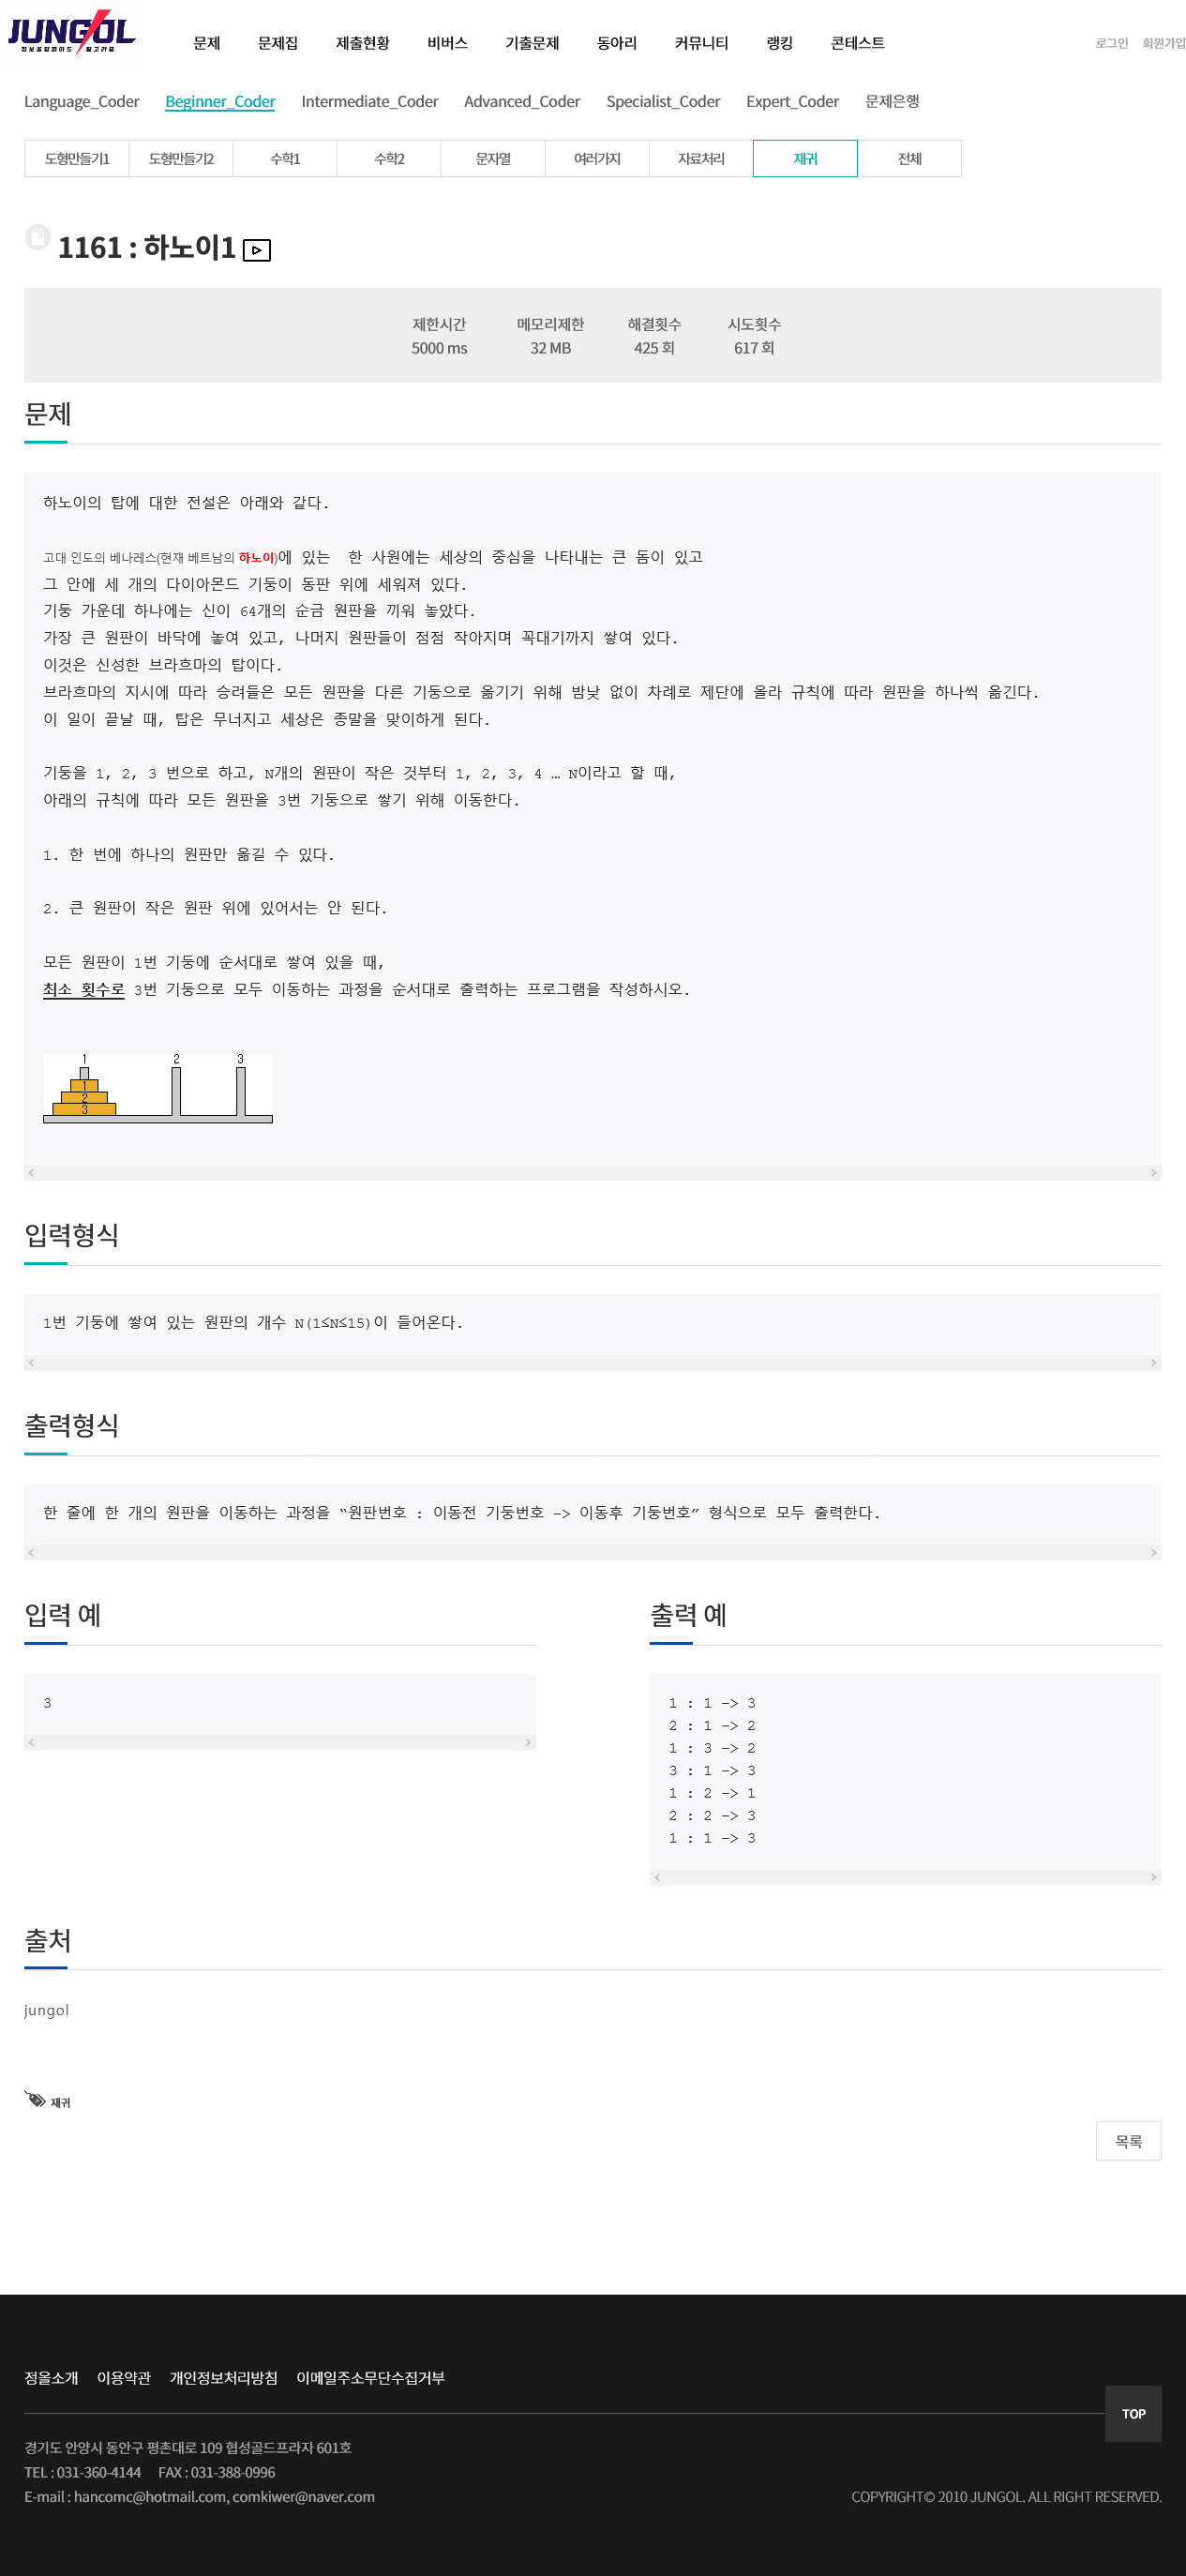 JUNGOL
정보올림피아드 알고리즘
문제 문제집 제출현황 비버스 기출문제 동아리 커뮤니티 랭킹 콘테스트
로그인 회원가입
Language_Coder Beginner_Coder Intermediate_Coder Advanced_Coder Specialist_Coder Expert_Coder 문제은행
도형만들기1 도형만들기2 수학1 수학2 문자열 여러가지 자료처리 재귀 전체
1161 : 하노이1
제한시간 메모리제한 해결횟수 시도횟수
5000 ms 32 MB 425 회 617 회
문제
하노이의 탑에 대한 전설은 아래와 같다.
고대 인도의 베나레스(현재 베트남의 하노이)에 있는 한 사원에는 세상의 중심을 나타내는 큰 돔이 있고
그 안에 세 개의 다이아몬드 기둥이 동판 위에 세워져 있다.
기둥 가운데 하나에는 신이 64개의 순금 원판을 끼워 놓았다.
가장 큰 원판이 바닥에 놓여 있고, 나머지 원판들이 점점 작아지며 꼭대기까지 쌓여 있다.
이것은 신성한 브라흐마의 탑이다.
브라흐마의 지시에 따라 승려들은 모든 원판을 다른 기둥으로 옮기기 위해 밤낮 없이 차례로 제단에 올라 규칙에 따라 원판을 하나씩 옮긴다.
이 일이 끝날 때, 탑은 무너지고 세상은 종말을 맞이하게 된다.
기둥을 1, 2, 3 번으로 하고, N개의 원판이 작은 것부터 1, 2, 3, 4 … N이라고 할 때,
아래의 규칙에 따라 모든 원판을 3번 기둥으로 쌓기 위해 이동한다.
1. 한 번에 하나의 원판만 옮길 수 있다.
2. 큰 원판이 작은 원판 위에 있어서는 안 된다.
모든 원판이 1번 기둥에 순서대로 쌓여 있을 때,
최소 횟수로 3번 기둥으로 모두 이동하는 과정을 순서대로 출력하는 프로그램을 작성하시오.
1 2 3
1
2
3
입력형식
1번 기둥에 쌓여 있는 원판의 개수 N(1≤N≤15)이 들어온다.
출력형식
한 줄에 한 개의 원판을 이동하는 과정을 “원판번호 : 이동전 기둥번호 -> 이동후 기둥번호” 형식으로 모두 출력한다.
입력 예
3
출력 예
1 : 1 -> 3
2 : 1 -> 2
1 : 3 -> 2
3 : 1 -> 3
1 : 2 -> 1
2 : 2 -> 3
1 : 1 -> 3
출처
jungol
재귀
목록
정올소개 이용약관 개인정보처리방침 이메일주소무단수집거부
TOP
경기도 안양시 동안구 평촌대로 109 협성골드프라자 601호
TEL : 031-360-4144 FAX : 031-388-0996
E-mail : hancomc@hotmail.com, comkiwer@naver.com
COPYRIGHT© 2010 JUNGOL. ALL RIGHT RESERVED.